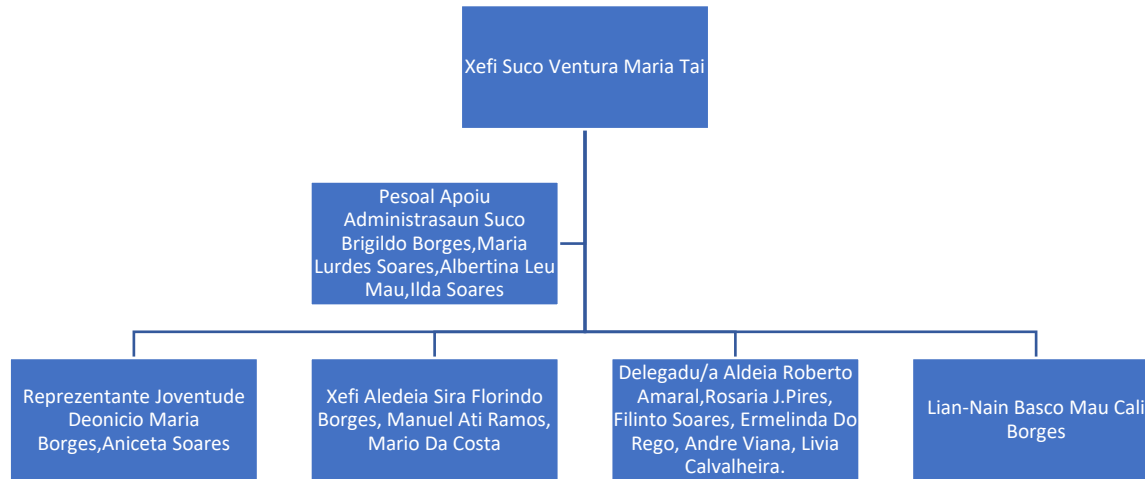 Xefi Suco Ventura Maria Tai
Pesoal Apoiu
Administrasaun Suco
Brigildo Borges,Maria
Lurdes Soares,Albertina Leu
Mau,Ilda Soares
Reprezentante Joventude
Deonicio Maria
Borges,Aniceta Soares
Xefi Aledeia Sira Florindo
Borges, Manuel Ati Ramos,
Mario Da Costa
Delegadu/a Aldeia Roberto
Amaral,Rosaria J.Pires,
Filinto Soares, Ermelinda Do
Rego, Andre Viana, Livia
Calvalheira.
Lian-Nain Basco Mau Cali
Borges